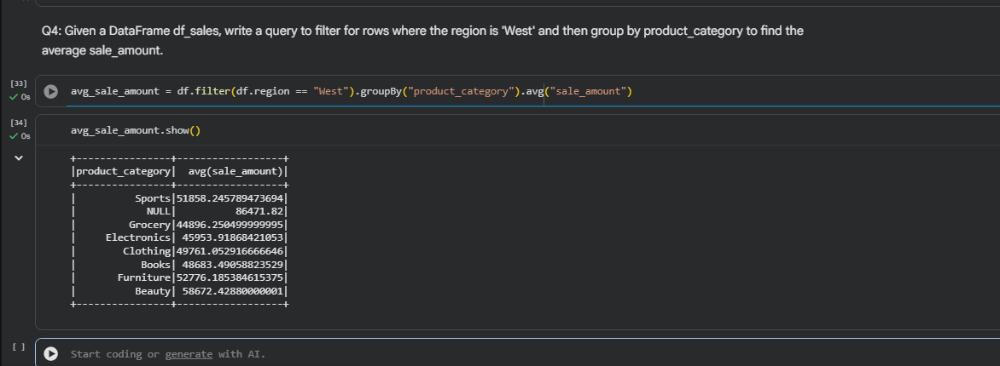 Q4: Given a DataFrame df_sales, write a query to filter for rows where the region is 'West' and then group by product_category to find the
average sale_amount.
[33]
0s
avg_sale_amount = df.filter(df.region == "West").groupBy("product_category").avg("sale_amount")
[34]
0s
avg_sale_amount.show()
+----------------+------------------+
|product_category|  avg(sale_amount)|
+----------------+------------------+
|          Sports|51858.245789473694|
|            NULL|          86471.82|
|         Grocery|44896.250499999995|
|     Electronics| 45953.91868421053|
|        Clothing|49761.052916666646|
|           Books| 48683.49058823529|
|       Furniture|52776.185384615375|
|          Beauty| 58672.42880000001|
+----------------+------------------+
[ ]
Start coding or generate with AI.